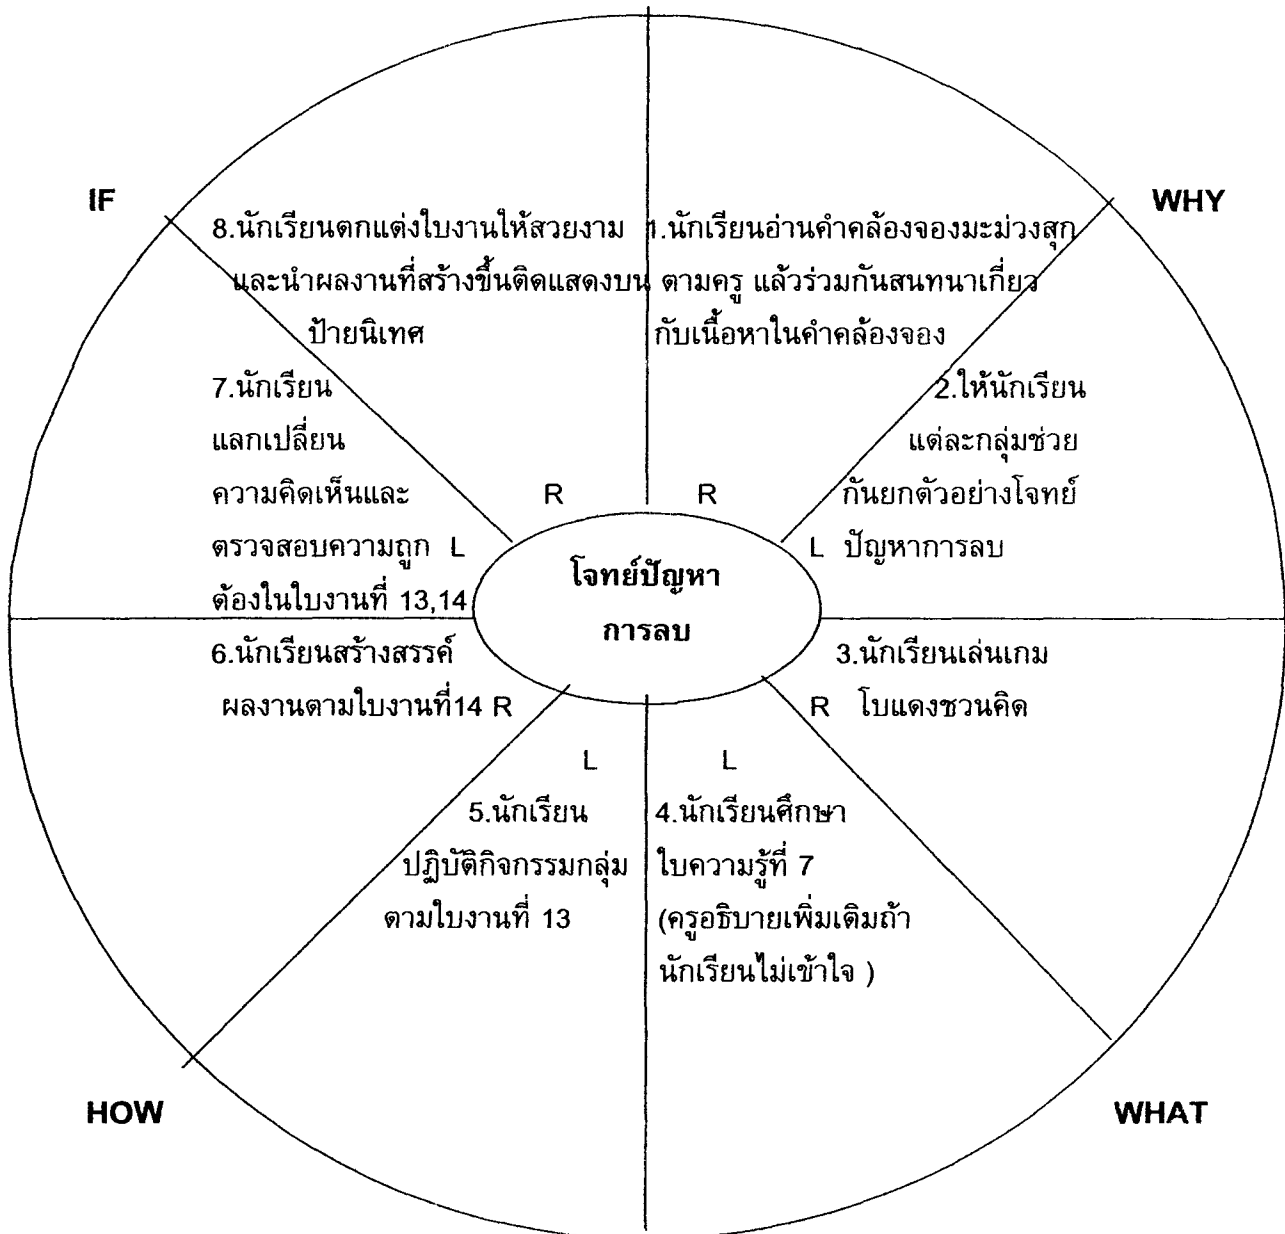 IF
WHY
8.นักเรียนตกแต่งใบงานให้สวยงาม
และนำผลงานที่สร้างขึ้นติดแสดงบน
ป้ายนิเทศ
1.นักเรียนอ่านคำคล้องจองมะม่วงสุก
ตามครู แล้วร่วมกันสนทนาเกี่ยว
กับเนื้อหาในคำคล้องจอง
7.นักเรียน
แลกเปลี่ยน
ความคิดเห็นและ
ตรวจสอบความถูก L
ต้องในใบงานที่ 13,14
R
R
2.ให้นักเรียน
แต่ละกลุ่มช่วย
กันยกตัวอย่างโจทย์
L ปัญหาการลบ
โจทย์ปัญหา
การลบ
6.นักเรียนสร้างสรรค์
ผลงานตามใบงานที่14 R
3.นักเรียนเล่นเกม
R โบแดงชวนคิด
L
L
5.นักเรียน
ปฏิบัติกิจกรรมกลุ่ม
ตามใบงานที่ 13
4.นักเรียนศึกษา
ใบความรู้ที่ 7
(ครูอธิบายเพิ่มเติมถ้า
นักเรียนไม่เข้าใจ )
HOW
WHAT